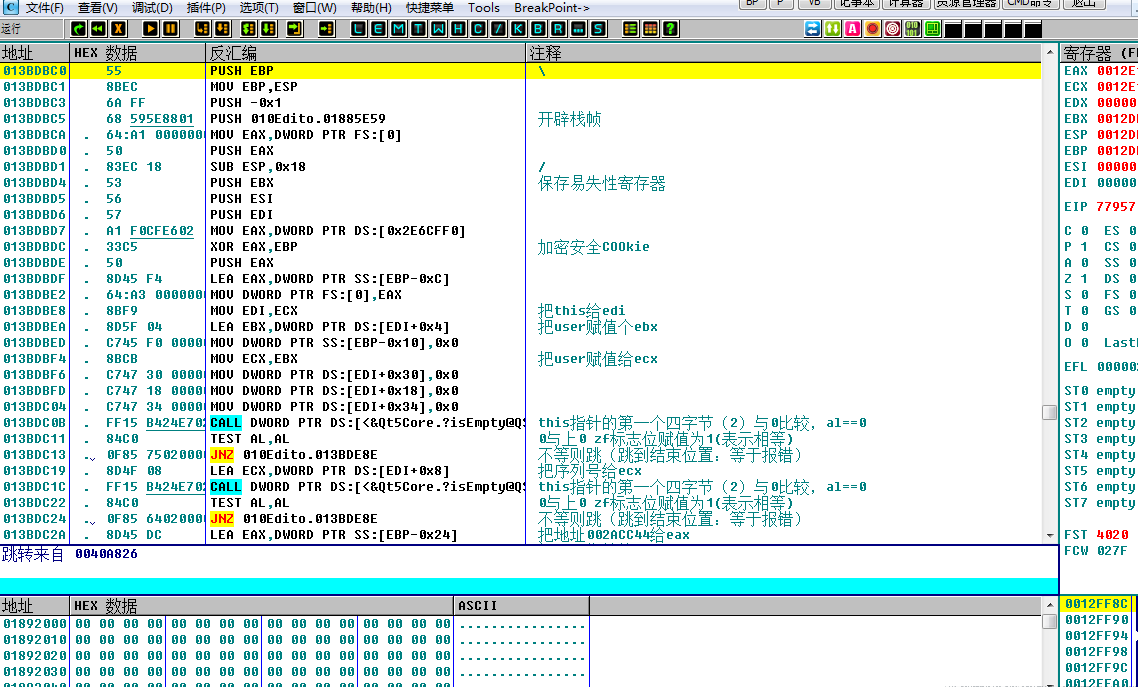 C 文件(F) 查看(V) 调试(D) 插件(P) 选项(T) 窗口(W) 帮助(H) 快捷菜单 Tools BreakPoint-> BP P VB 记事本 计算器 资源管理器 CMD命令 退出
运行 L E M T W H C / K B R ... S ?
地址 HEX 数据 反汇编 注释 寄存器 (F
013BDBC0 55 PUSH EBP \
013BDBC1 8BEC MOV EBP,ESP
013BDBC3 6A FF PUSH -0x1
013BDBC5 68 595E8801 PUSH 010Edito.01885E59 开辟栈帧
013BDBCA . 64:A1 0000000 MOV EAX,DWORD PTR FS:[0]
013BDBD0 . 50 PUSH EAX
013BDBD1 . 83EC 18 SUB ESP,0x18 /
013BDBD4 . 53 PUSH EBX 保存易失性寄存器
013BDBD5 . 56 PUSH ESI
013BDBD6 . 57 PUSH EDI
013BDBD7 . A1 F0CFE602 MOV EAX,DWORD PTR DS:[0x2E6CFF0]
013BDBDC . 33C5 XOR EAX,EBP 加密安全COOkie
013BDBDE . 50 PUSH EAX
013BDBDF . 8D45 F4 LEA EAX,DWORD PTR SS:[EBP-0xC]
013BDBE2 . 64:A3 0000000 MOV DWORD PTR FS:[0],EAX
013BDBE8 . 8BF9 MOV EDI,ECX 把this给edi
013BDBEA . 8D5F 04 LEA EBX,DWORD PTR DS:[EDI+0x4] 把user赋值个ebx
013BDBED . C745 F0 0000 MOV DWORD PTR SS:[EBP-0x10],0x0
013BDBF4 . 8BCB MOV ECX,EBX 把user赋值给ecx
013BDBF6 . C747 30 0000 MOV DWORD PTR DS:[EDI+0x30],0x0
013BDBFD . C747 18 0000 MOV DWORD PTR DS:[EDI+0x18],0x0
013BDC04 . C747 34 0000 MOV DWORD PTR DS:[EDI+0x34],0x0
013BDC0B . FF15 B424E702 CALL DWORD PTR DS:[<&Qt5Core.?isEmpty@QS this指针的第一个四字节（2）与0比较，al==0
013BDC11 . 84C0 TEST AL,AL 0与上0 zf标志位赋值为1(表示相等)
013BDC13 . 0F85 75020000 JNZ 010Edito.013BDE8E 不等则跳（跳到结束位置：等于报错）
013BDC19 . 8D4F 08 LEA ECX,DWORD PTR DS:[EDI+0x8] 把序列号给ecx
013BDC1C . FF15 B424E702 CALL DWORD PTR DS:[<&Qt5Core.?isEmpty@QS this指针的第一个四字节（2）与0比较，al==0
013BDC22 . 84C0 TEST AL,AL 0与上0 zf标志位赋值为1(表示相等)
013BDC24 . 0F85 64020000 JNZ 010Edito.013BDE8E 不等则跳（跳到结束位置：等于报错）
013BDC2A . 8D45 DC LEA EAX,DWORD PTR SS:[EBP-0x24] 把地址002ACC44给eax
EAX 0012E
ECX 0012E
EDX 00000
EBX 0012D
ESP 0012D
EBP 0012D
ESI 00000
EDI 00000
EIP 77957
C 0 ES 0
P 1 CS 0
A 0 SS 0
Z 1 DS 0
S 0 FS 0
T 0 GS 0
D 0
O 0 Last
EFL 00000
ST0 empty
ST1 empty
ST2 empty
ST3 empty
ST4 empty
ST5 empty
ST6 empty
ST7 empty
FST 4020
FCW 027F
跳转来自 0040A826
地址 HEX 数据 ASCII
01892000 00 00 00 00 00 00 00 00 00 00 00 00 00 00 00 00 ................
01892010 00 00 00 00 00 00 00 00 00 00 00 00 00 00 00 00 ................
01892020 00 00 00 00 00 00 00 00 00 00 00 00 00 00 00 00 ................
01892030 00 00 00 00 00 00 00 00 00 00 00 00 00 00 00 00 ................
0012FF8C
0012FF90
0012FF94
0012FF98
0012FF9C
0012FFA0